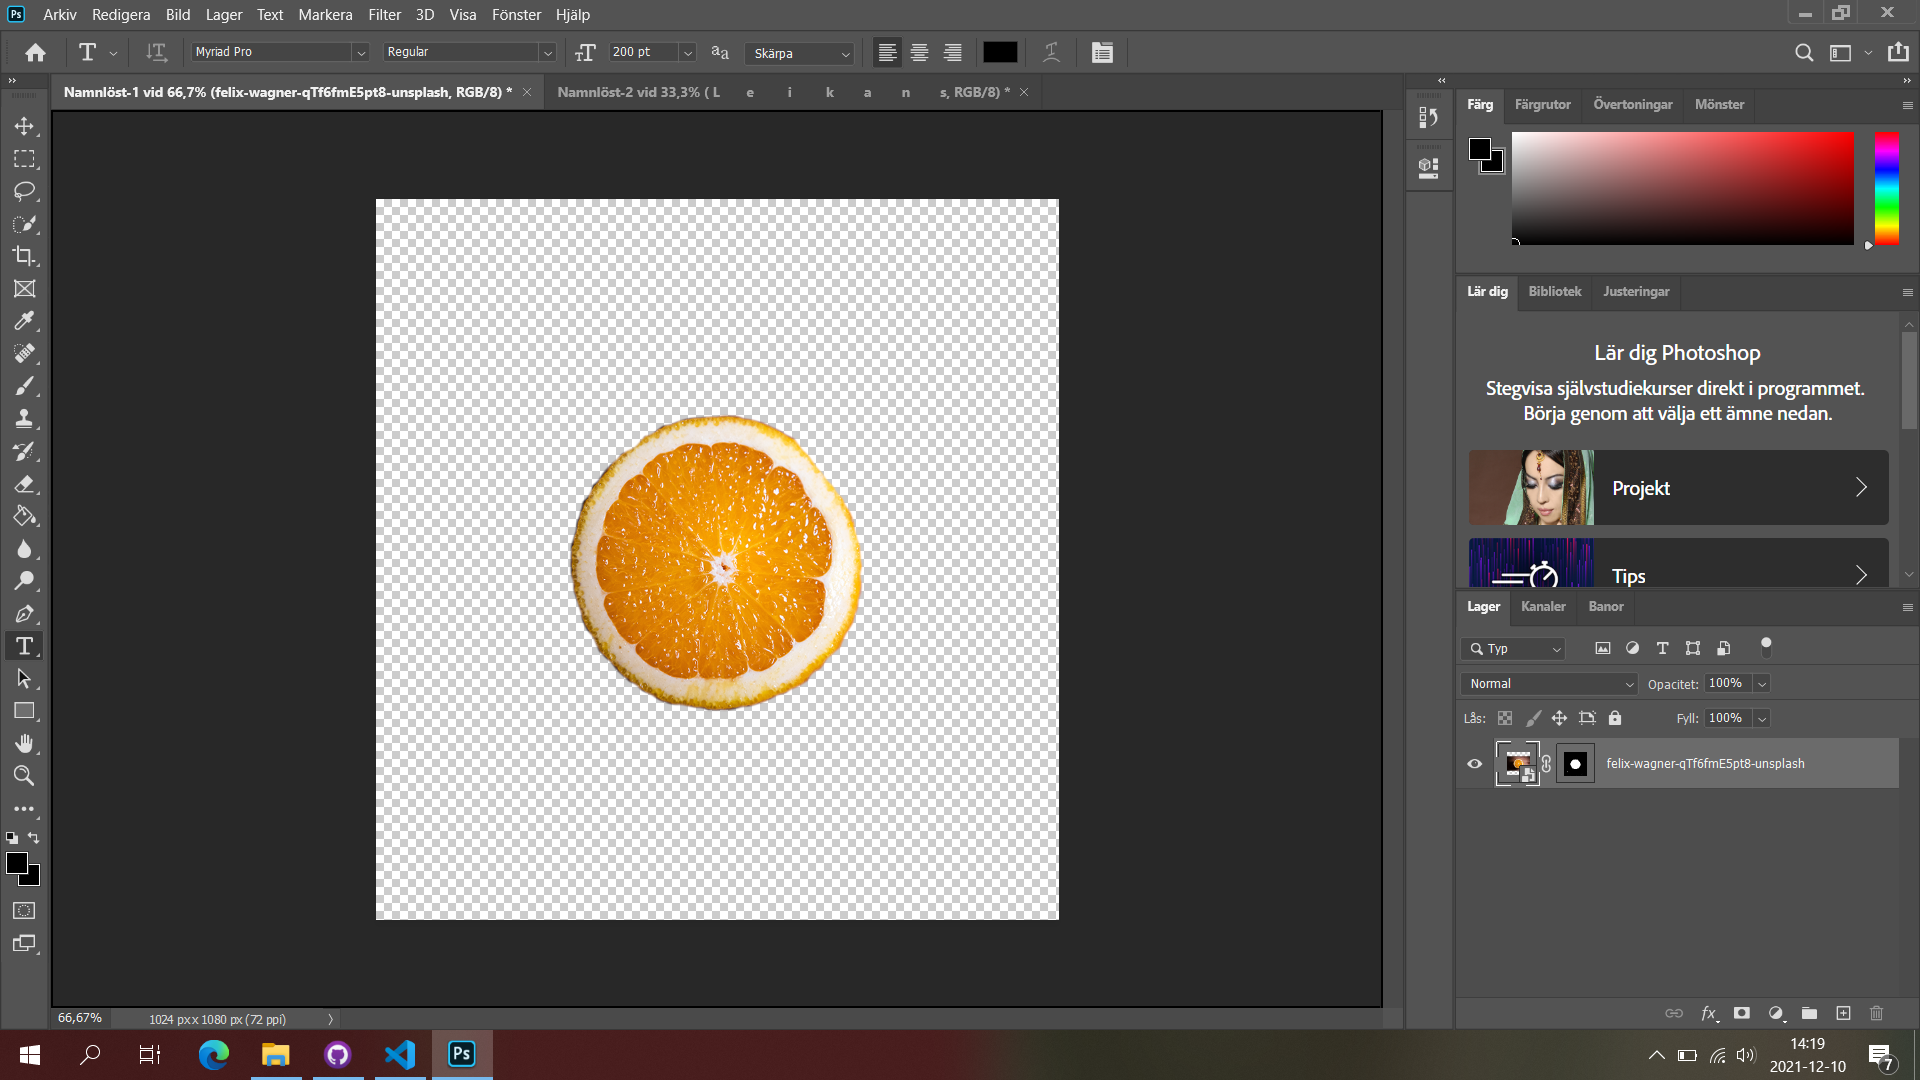 Ps Arkiv Redigera Bild Lager Text Markera Filter 3D Visa Fönster Hjälp
T Myriad Pro Regular 200 pt aa Skärpa
Namnlöst-1 vid 66,7% (felix-wagner-qTf6fmE5pt8-unsplash, RGB/8) * Namnlöst-2 vid 33,3% ( L e i k a n s, RGB/8) *
Färg Färgrutor Övertoningar Mönster
Lär dig Bibliotek Justeringar
Lär dig Photoshop
Stegvisa självstudiekurser direkt i programmet.
Börja genom att välja ett ämne nedan.
Projekt
Tips
Lager Kanaler Banor
Typ
Normal Opacitet: 100%
Lås: Fyll: 100%
felix-wagner-qTf6fmE5pt8-unsplash
fx
66,67% 1024 px x 1080 px (72 ppi)
Ps
14:19
2021-12-10
7